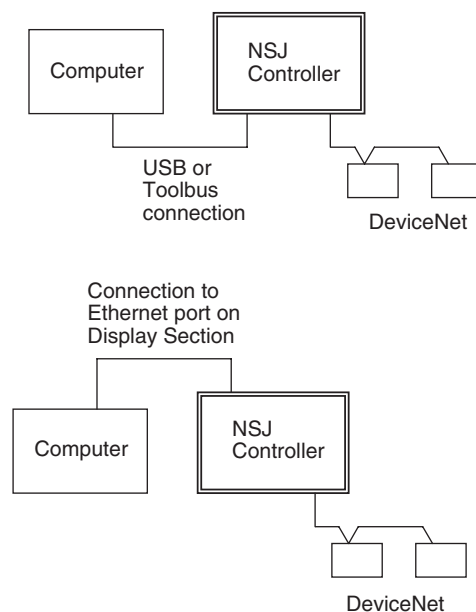 Computer
NSJ
Controller
USB or
Toolbus
connection
DeviceNet
Connection to
Ethernet port on
Display Section
Computer
NSJ
Controller
DeviceNet